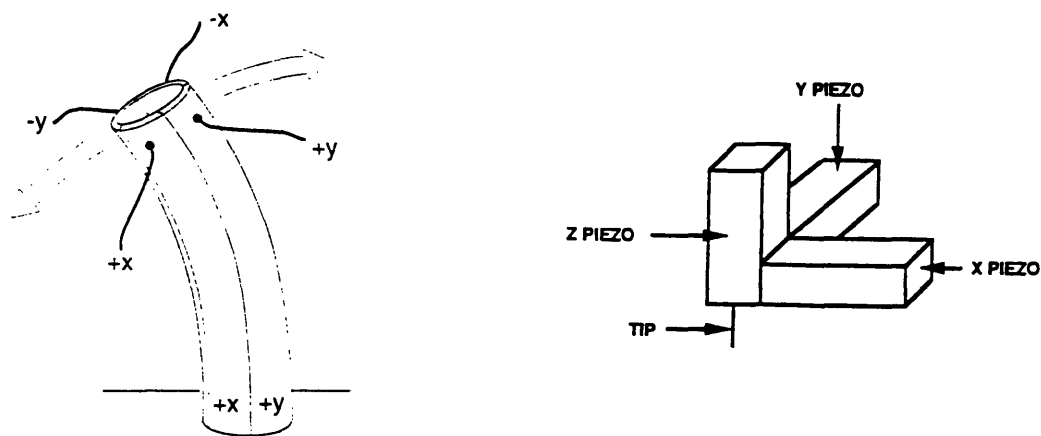 -x
-y
+y
+x
+x +y
Y PIEZO
Z PIEZO
X PIEZO
TIP